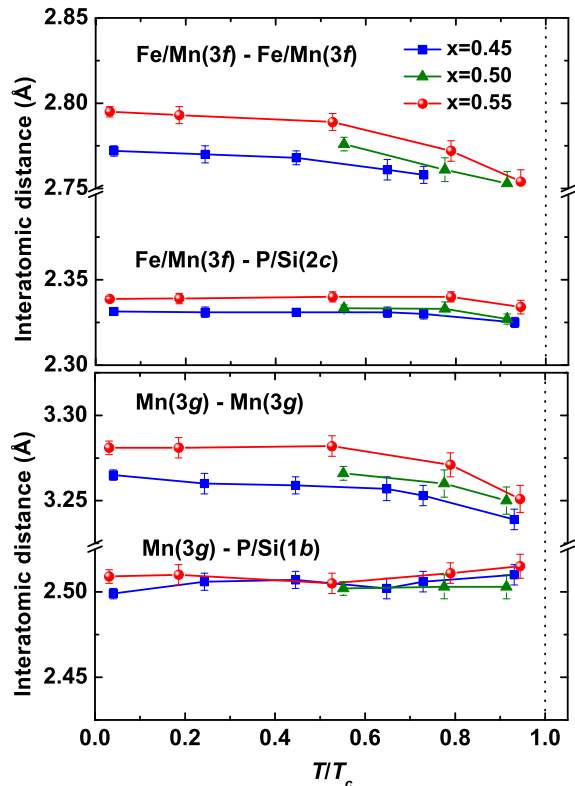 Fe/Mn(3f) - Fe/Mn(3f)
x=0.45
x=0.50
x=0.55
2.80
2.75
Fe/Mn(3f) - P/Si(2c)
2.35
2.30
Interatomic distance (Å)
Mn(3g) - Mn(3g)
3.30
3.25
Mn(3g) - P/Si(1b)
2.50
2.45
Interatomic distance (Å)
0.0 0.2 0.4 0.6 0.8 1.0
T/Tc